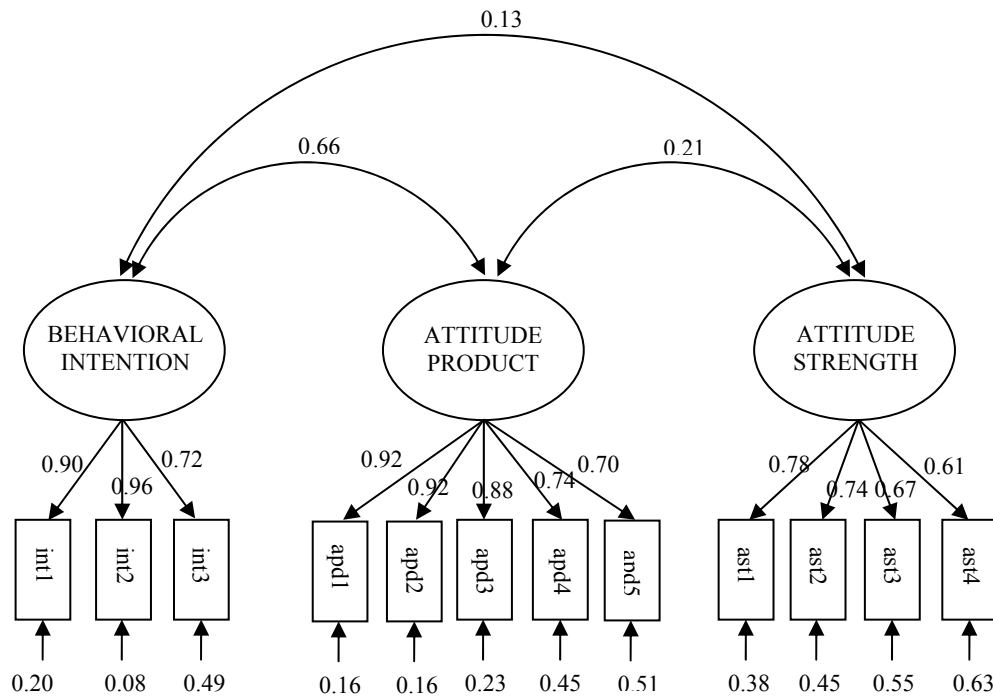 0.13
0.66
0.21
BEHAVIORAL
INTENTION
ATTITUDE
PRODUCT
ATTITUDE
STRENGTH
0.90
0.96
0.72
0.92
0.92
0.88
0.74
0.70
0.78
0.74
0.67
0.61
int1
int2
int3
apd1
apd2
apd3
apd4
apd5
ast1
ast2
ast3
ast4
0.20
0.08
0.49
0.16
0.16
0.23
0.45
0.51
0.38
0.45
0.55
0.63